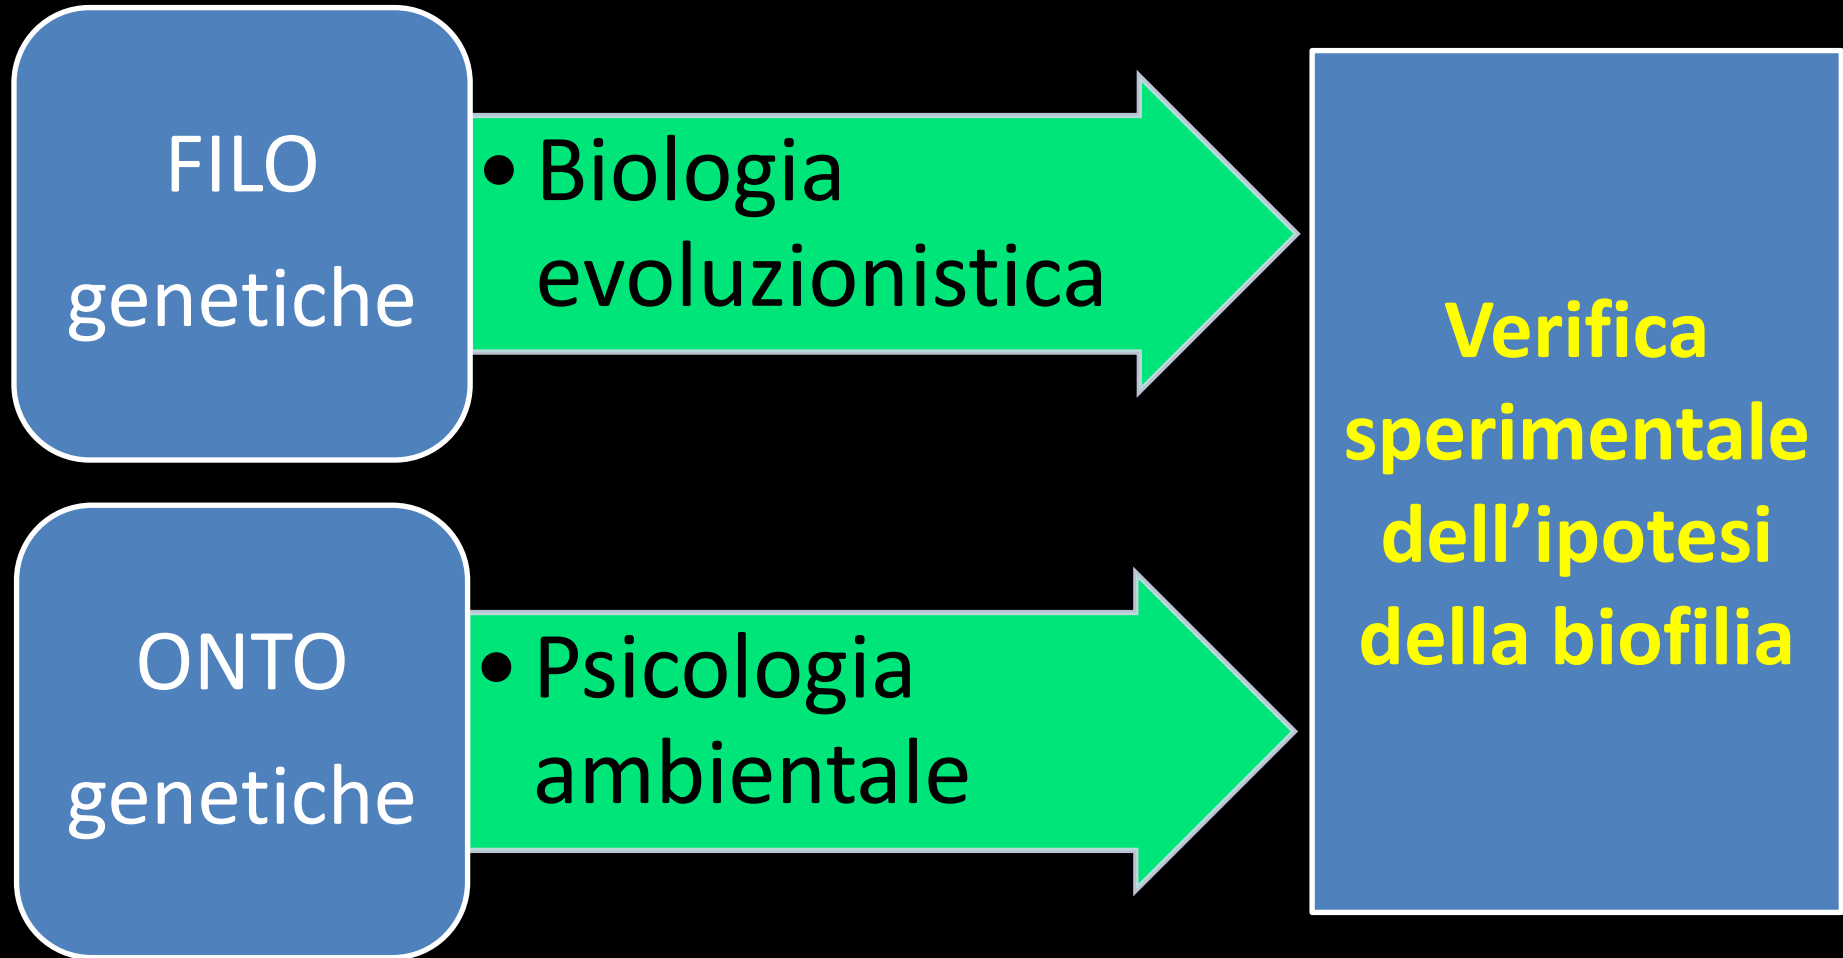 FILO
genetiche
• Biologia
evoluzionistica
ONTO
genetiche
• Psicologia
ambientale
Verifica
sperimentale
dell’ipotesi
della biofilia